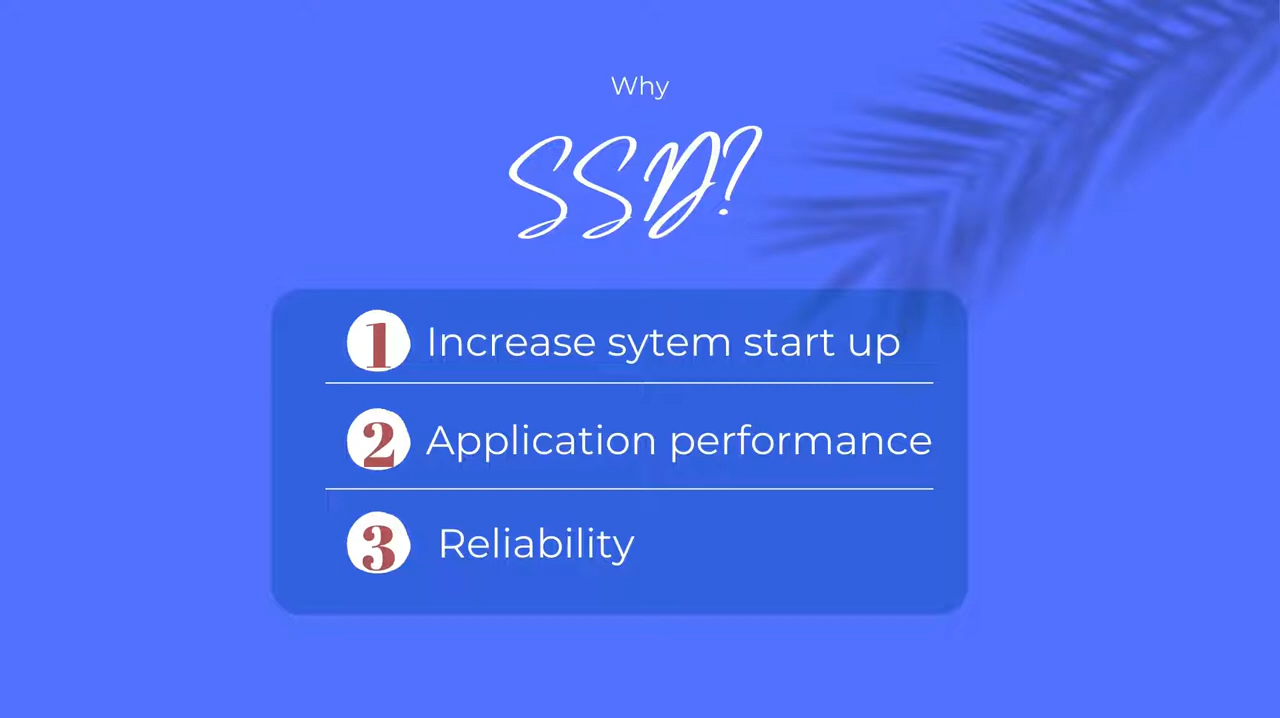 Why
SSD?
1 Increase sytem start up
2 Application performance
3 Reliability